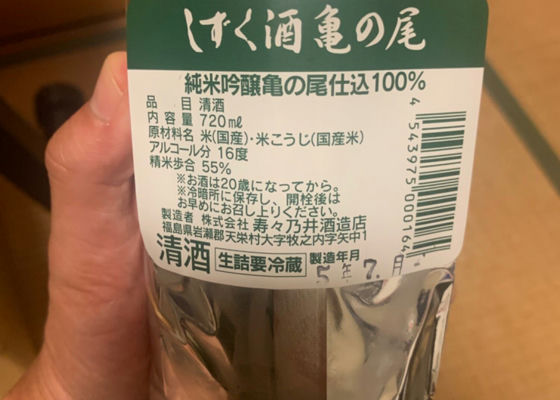 しずく酒亀の尾
純米吟醸亀の尾仕込100%
品 目 清酒
内 容 量 720㎖
原材料名 米(国産)・米こうじ(国産米)
アルコール分 16度
精米歩合 55%
※お酒は20歳になってから。
※冷暗所に保存し、開栓後は
お早めにお召し上りください。
製造者 株式会社 寿々乃井酒造店
福島県岩瀬郡天栄村大字牧之内字矢中1
清酒 生詰要冷蔵 製造年月
5年7.月
4 543975 000164